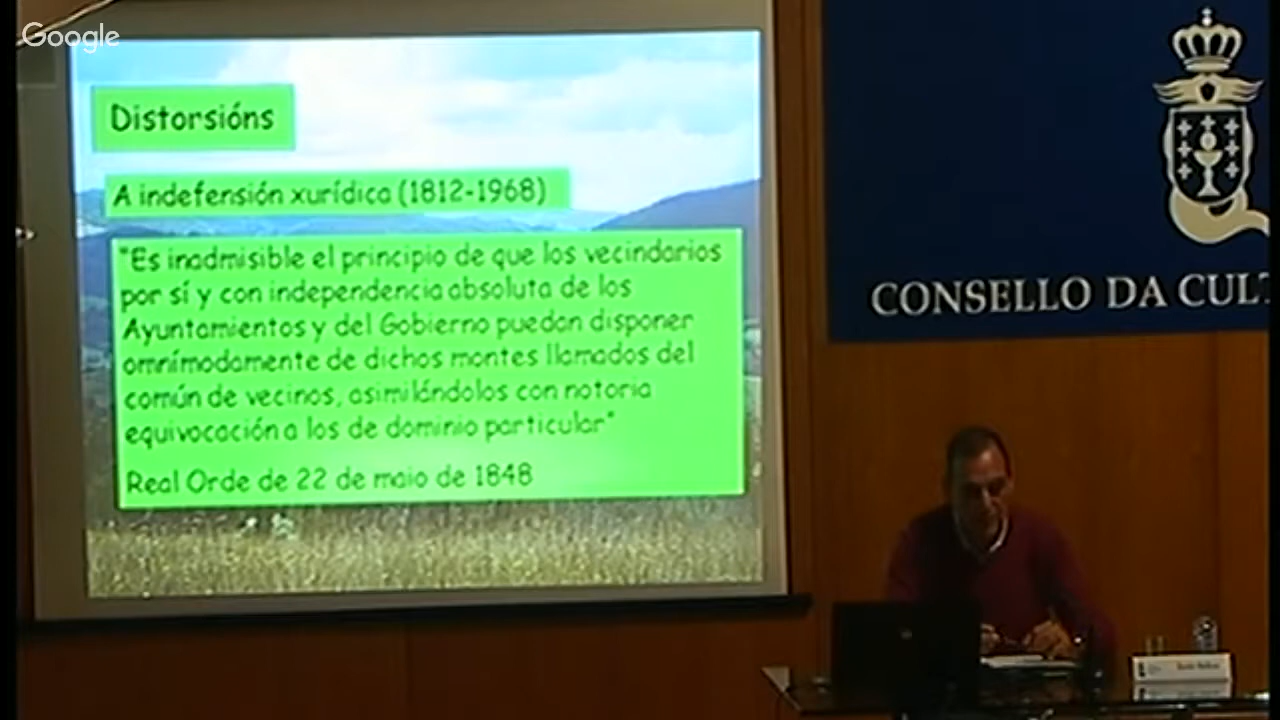 Google
Distorsións
A indefensión xurídica (1812-1968)
"Es inadmisible el principio de que los vecindarios
por sí y con independencia absoluta de los
Ayuntamientos y del Gobierno puedan disponer
omnímodamente de dichos montes llamados del
común de vecinos, asimilándolos con notoria
equivocación a los de dominio particular"
Real Orde de 22 de maio de 1848
CONSELLO DA CULT